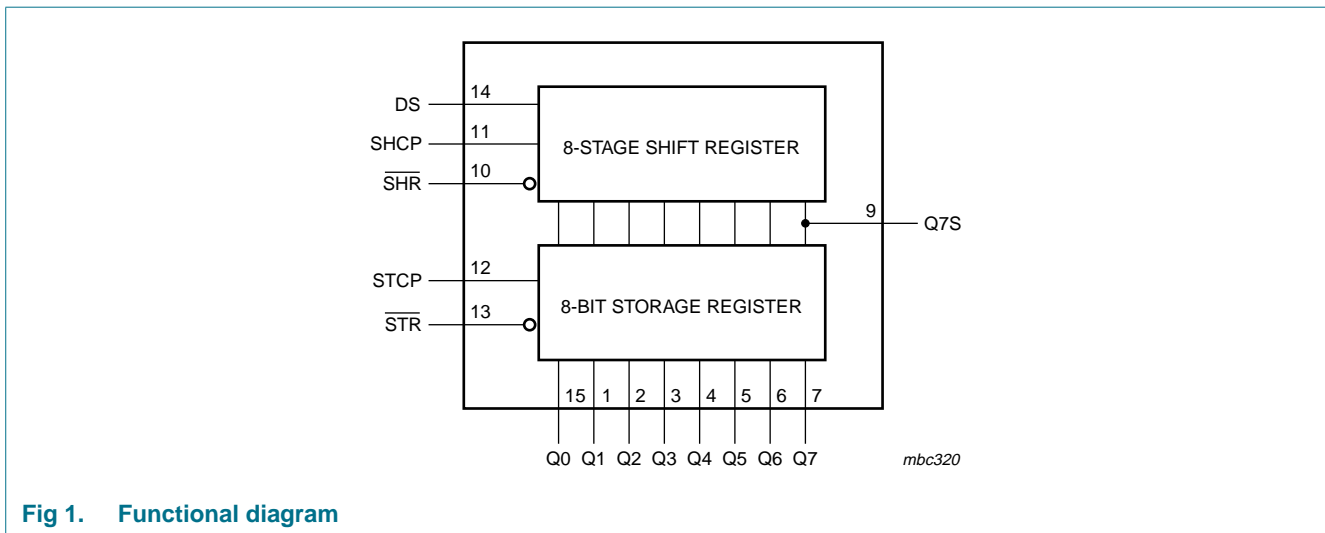 DS
14
SHCP
11
SHR
10
8-STAGE SHIFT REGISTER
9
Q7S
STCP
12
STR
13
8-BIT STORAGE REGISTER
15 1 2 3 4 5 6 7
Q0 Q1 Q2 Q3 Q4 Q5 Q6 Q7
mbc320
Fig 1. Functional diagram